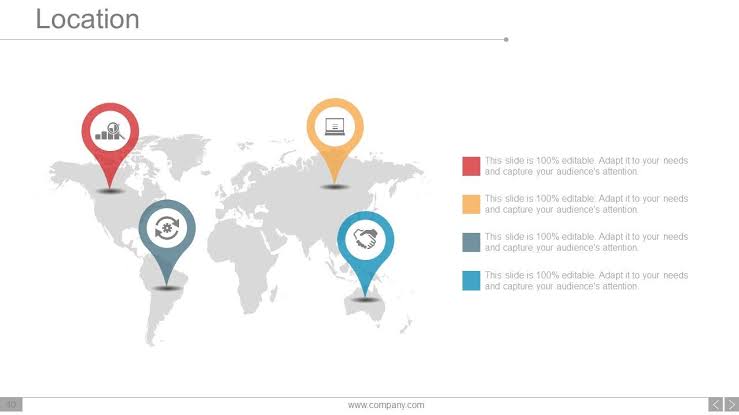 Location
This slide is 100% editable. Adapt it to your needs
and capture your audience's attention.
This slide is 100% editable. Adapt it to your needs
and capture your audience's attention.
This slide is 100% editable. Adapt it to your needs
and capture your audience's attention.
This slide is 100% editable. Adapt it to your needs
and capture your audience's attention.
40
www.company.com